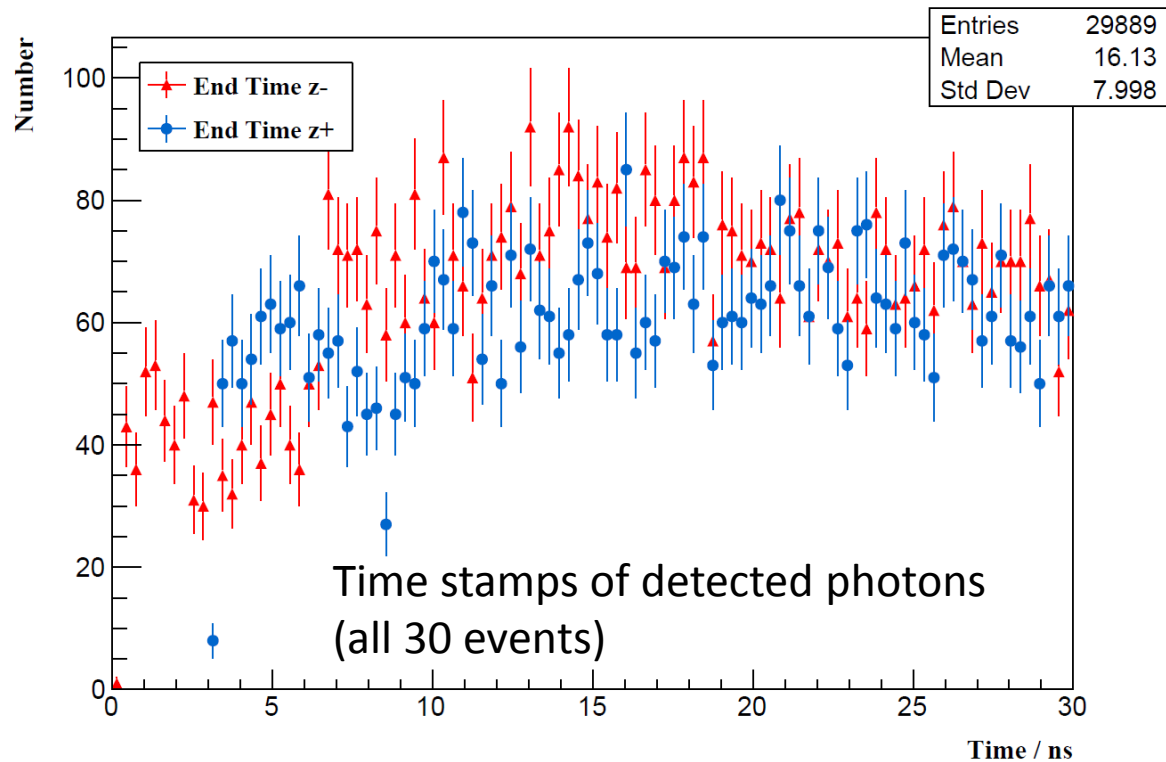 Entries 29889
Mean 16.13
Std Dev 7.998
Number
End Time z-
End Time z+
100
80
60
40
20
0
Time stamps of detected photons
(all 30 events)
0 5 10 15 20 25 30
Time / ns